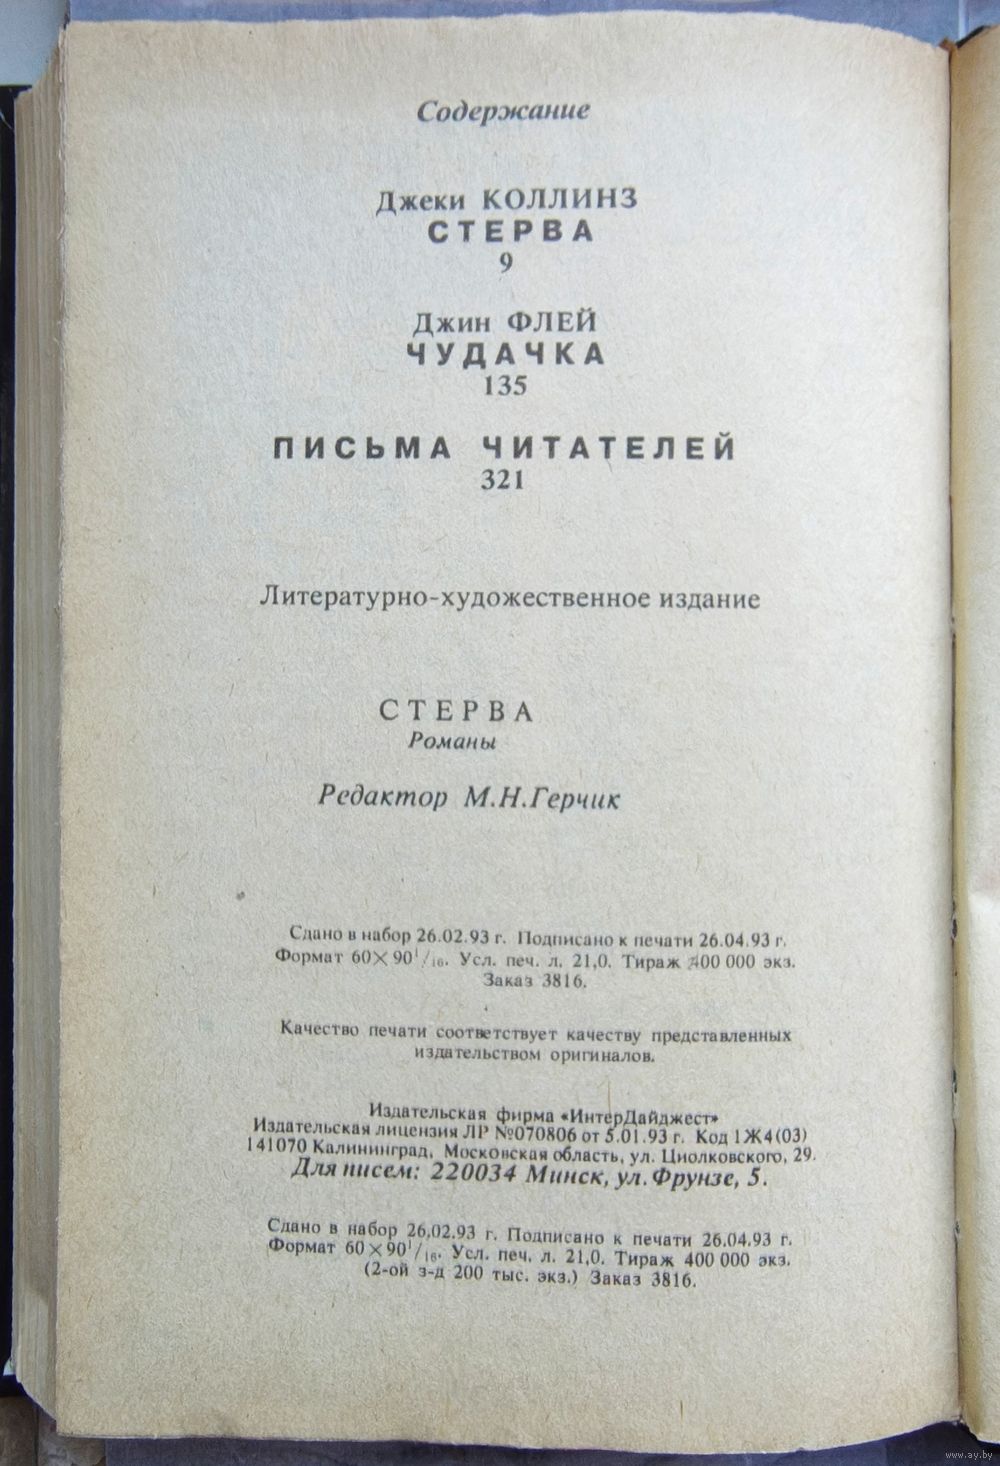 Содержание
Джеки КОЛЛИНЗ
СТЕРВА
9
Джин ФЛЕЙ
ЧУДАЧКА
135
ПИСЬМА ЧИТАТЕЛЕЙ
321
Литературно-художественное издание
СТЕРВА
Романы
Редактор М.Н.Герчик
Сдано в набор 26.02.93 г. Подписано к печати 26.04.93 г.
Формат 60×90 1/16. Усл. печ. л. 21,0. Тираж 400 000 экз.
Заказ 3816.
Качество печати соответствует качеству представленных
издательством оригиналов.
Издательская фирма «ИнтерДайджест»
Издательская лицензия ЛР №070806 от 5.01.93 г. Код 1Ж4(03)
141070 Калининград, Московская область, ул. Циолковского, 29.
Для писем: 220034 Минск, ул. Фрунзе, 5.
Сдано в набор 26.02.93 г. Подписано к печати 26.04.93 г.
Формат 60×90 1/16. Усл. печ. л. 21,0. Тираж 400 000 экз.
(2-ой з-д 200 тыс. экз.) Заказ 3816.
www.ay.by